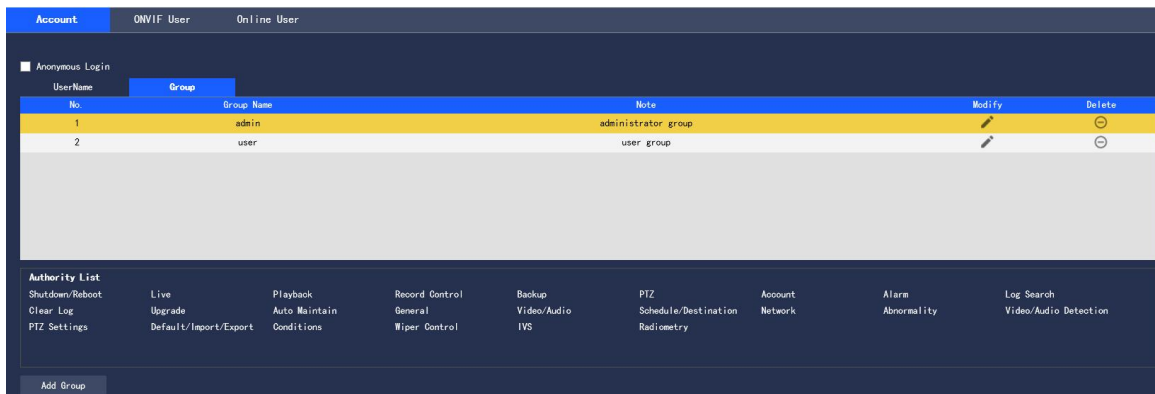 Account ONVIF User Online User
Anonymous Login
UserName Group
No. Group Name Note Modify Delete
1 admin administrator group
2 user user group
Authority List
Shutdown/Reboot Live Playback Record Control Backup PTZ Account Alarm Log Search
Clear Log Upgrade Auto Maintain General Video/Audio Schedule/Destination Network Abnormality Video/Audio Detection
PTZ Settings Default/Import/Export Conditions Wiper Control IVS Radiometry
Add Group